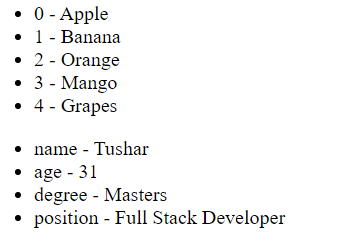 0 - Apple
1 - Banana
2 - Orange
3 - Mango
4 - Grapes
name - Tushar
age - 31
degree - Masters
position - Full Stack Developer